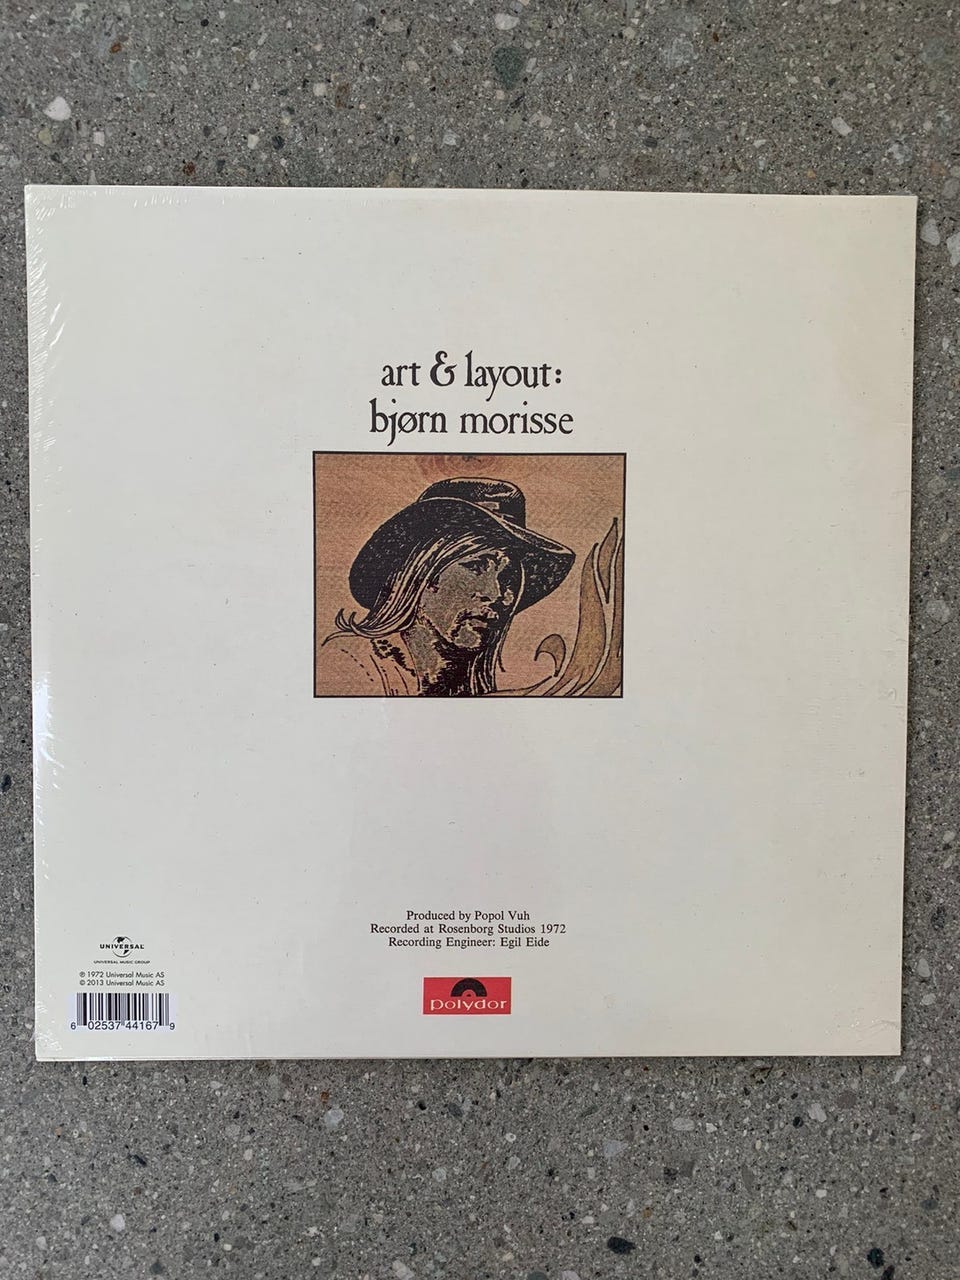 art & layout:
bjørn morisse
Produced by Popol Vuh
Recorded at Rosenborg Studios 1972
Recording Engineer: Egil Eide
UNIVERSAL
UNIVERSAL MUSIC GROUP
℗ 1972 Universal Music AS
© 2013 Universal Music AS
6 02537 44167 9
polydor